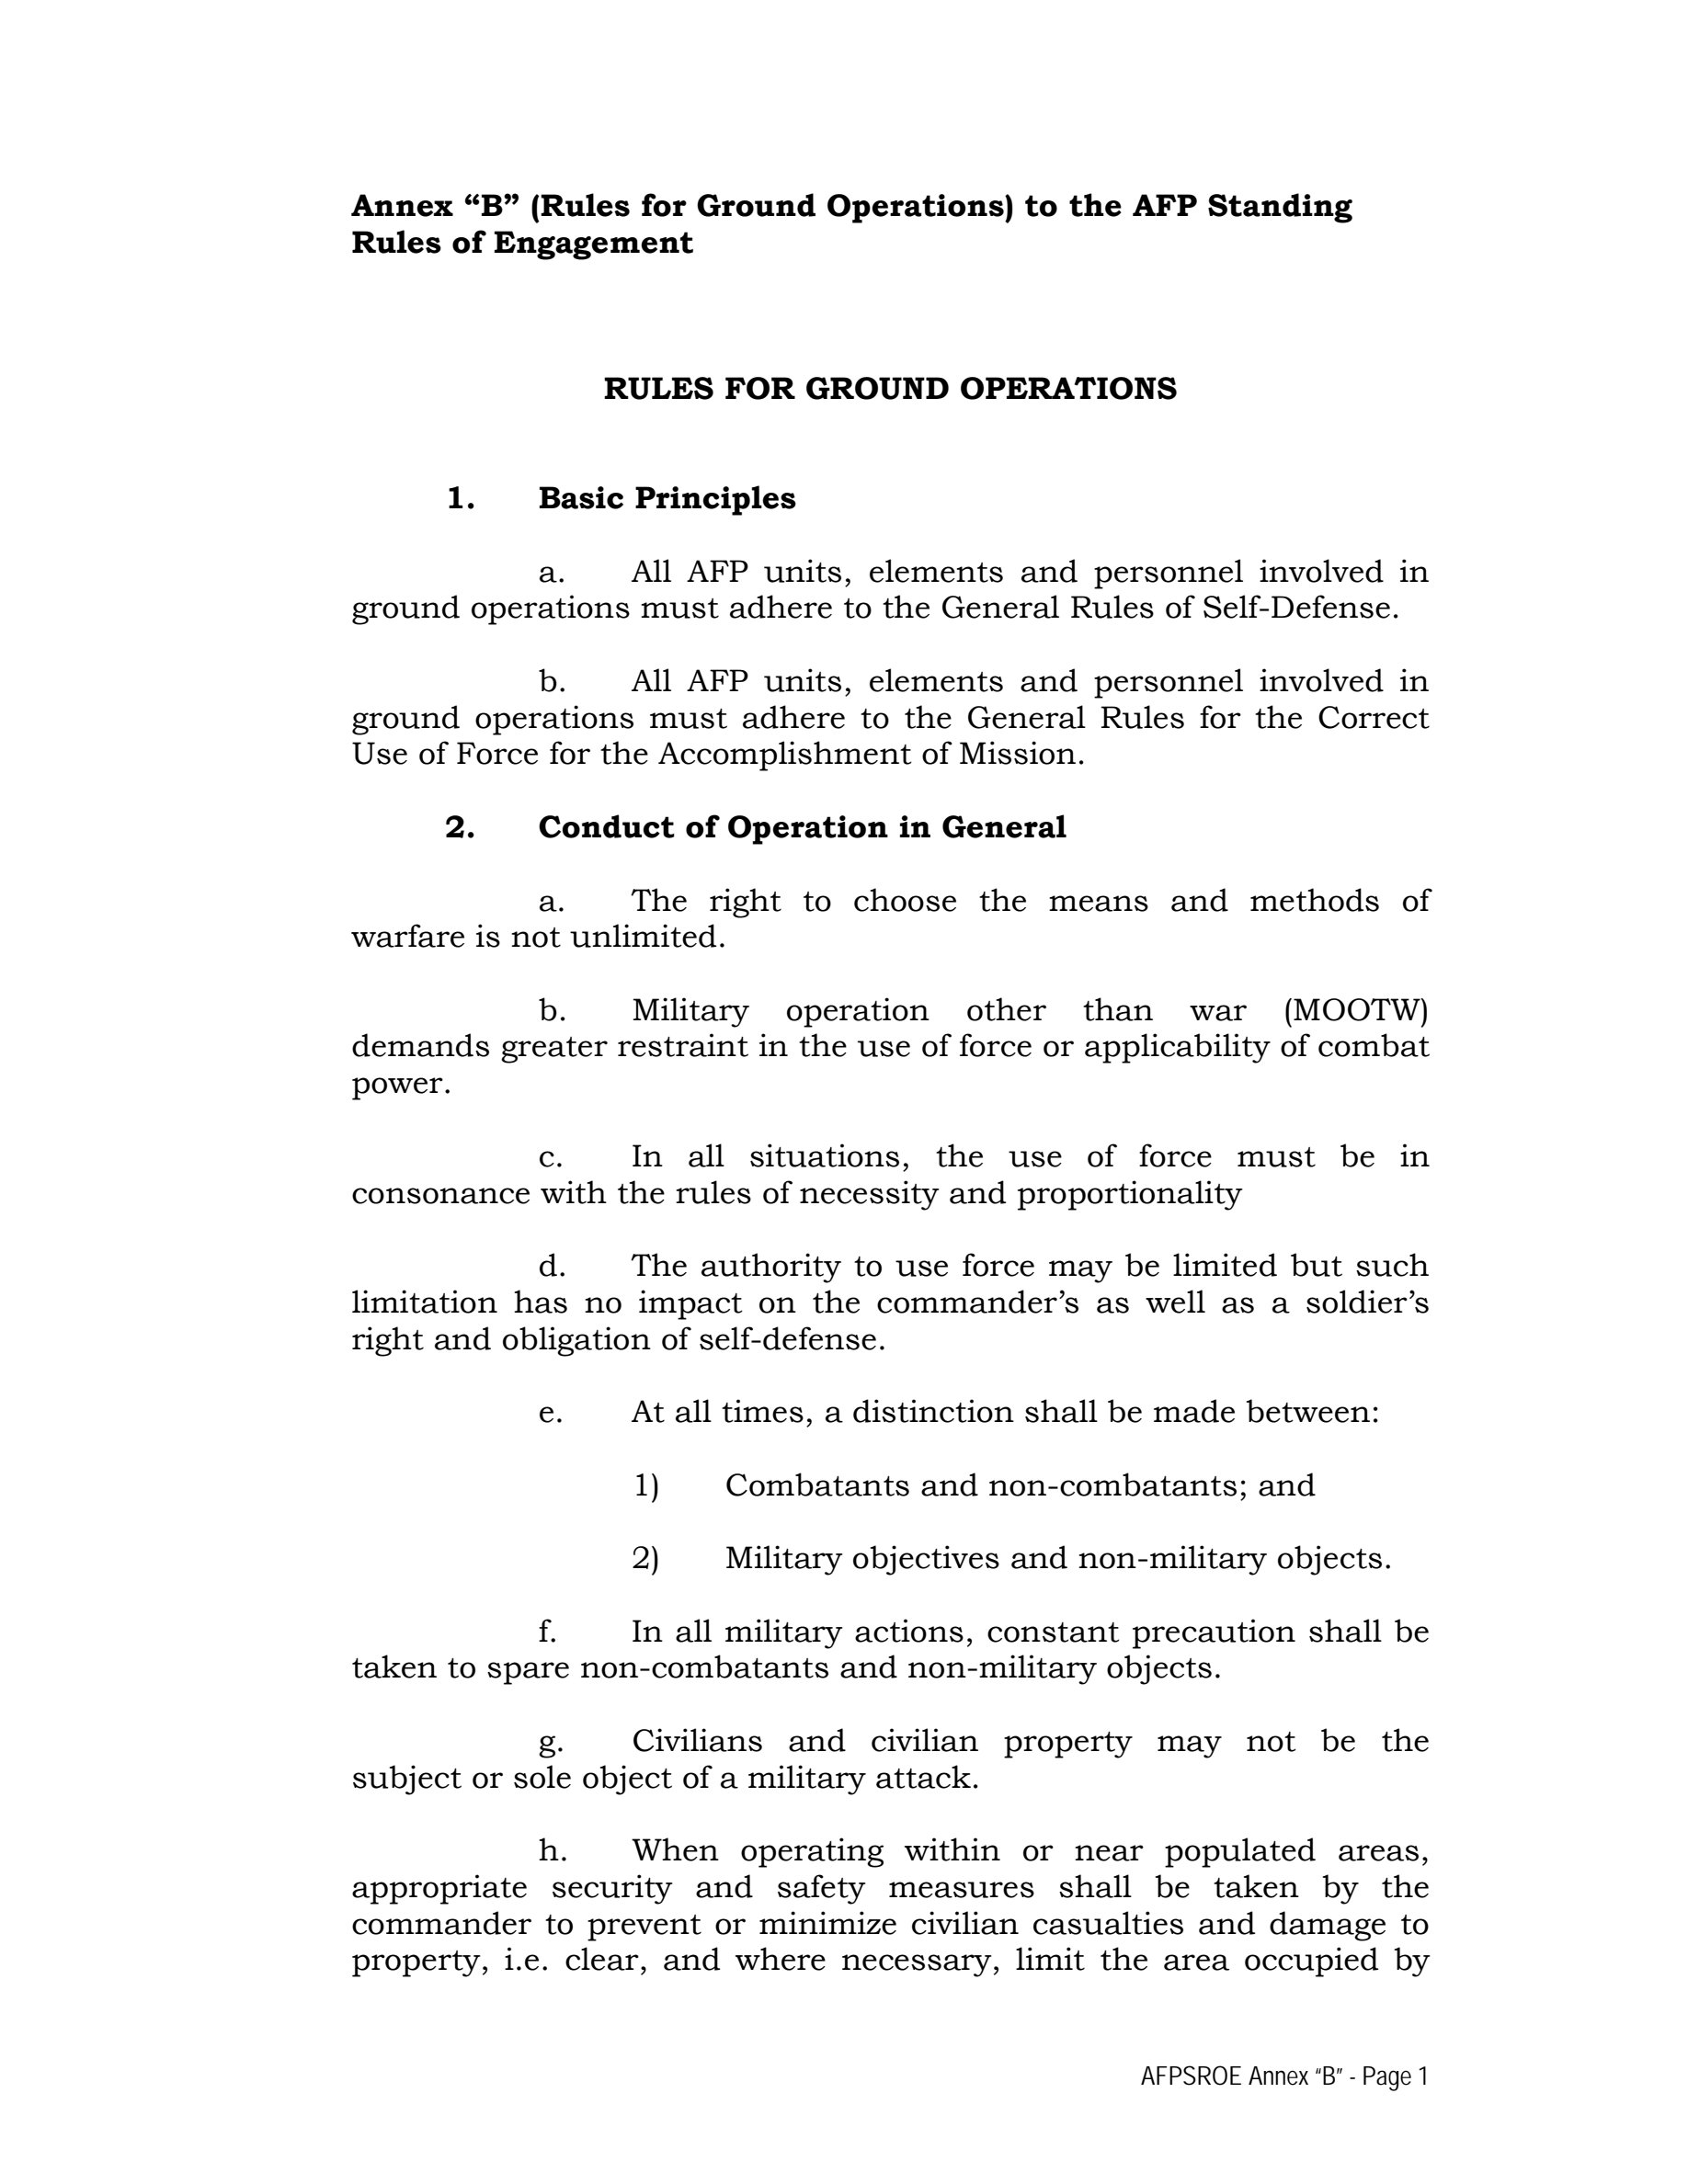 Annex “B” (Rules for Ground Operations) to the AFP Standing
Rules of Engagement
RULES FOR GROUND OPERATIONS
1. Basic Principles
a. All AFP units, elements and personnel involved in
ground operations must adhere to the General Rules of Self-Defense.
b. All AFP units, elements and personnel involved in
ground operations must adhere to the General Rules for the Correct
Use of Force for the Accomplishment of Mission.
2. Conduct of Operation in General
a. The right to choose the means and methods of
warfare is not unlimited.
b. Military operation other than war (MOOTW)
demands greater restraint in the use of force or applicability of combat
power.
c. In all situations, the use of force must be in
consonance with the rules of necessity and proportionality
d. The authority to use force may be limited but such
limitation has no impact on the commander’s as well as a soldier’s
right and obligation of self-defense.
e. At all times, a distinction shall be made between:
1) Combatants and non-combatants; and
2) Military objectives and non-military objects.
f. In all military actions, constant precaution shall be
taken to spare non-combatants and non-military objects.
g. Civilians and civilian property may not be the
subject or sole object of a military attack.
h. When operating within or near populated areas,
appropriate security and safety measures shall be taken by the
commander to prevent or minimize civilian casualties and damage to
property, i.e. clear, and where necessary, limit the area occupied by
AFPSROE Annex “B” - Page 1